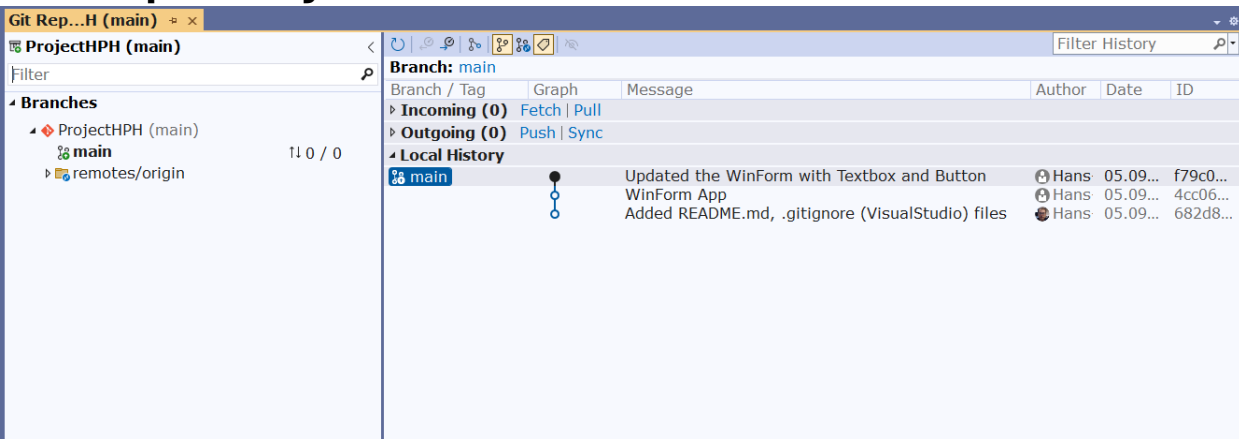 Git Rep...H (main)
ProjectHPH (main)
Filter
Branches
ProjectHPH (main)
main 0 / 0
remotes/origin
Filter History
Branch: main
Branch / Tag Graph Message Author Date ID
Incoming (0) Fetch | Pull
Outgoing (0) Push | Sync
Local History
main Updated the WinForm with Textbox and Button Hans 05.09... f79c0...
WinForm App Hans 05.09... 4cc06...
Added README.md, .gitignore (VisualStudio) files Hans 05.09... 682d8...